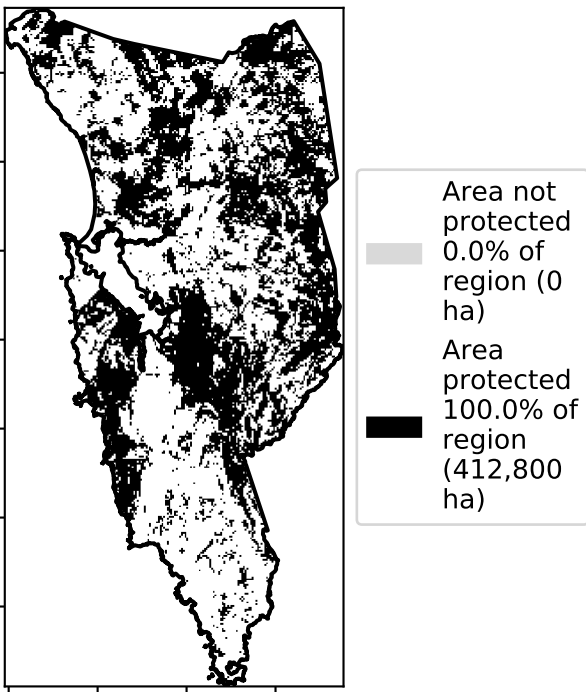 Area not
protected
0.0% of
region (0
ha)
Area
protected
100.0% of
region
(412,800
ha)